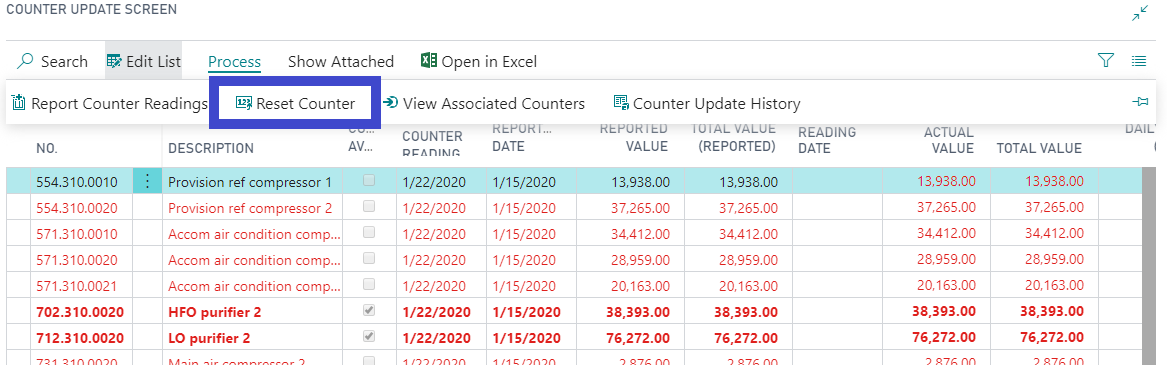 COUNTER UPDATE SCREEN
Search Edit List Process Show Attached Open in Excel
Report Counter Readings Reset Counter View Associated Counters Counter Update History
NO. DESCRIPTION AV... COUNTER READING REPORT... DATE REPORTED VALUE TOTAL VALUE (REPORTED) READING DATE ACTUAL VALUE TOTAL VALUE DAIL
554.310.0010 Provision ref compressor 1 1/22/2020 1/15/2020 13,938.00 13,938.00 13,938.00 13,938.00
554.310.0020 Provision ref compressor 2 1/22/2020 1/15/2020 37,265.00 37,265.00 37,265.00 37,265.00
571.310.0010 Accom air condition comp... 1/22/2020 1/15/2020 34,412.00 34,412.00 34,412.00 34,412.00
571.310.0020 Accom air condition comp... 1/22/2020 1/15/2020 28,959.00 28,959.00 28,959.00 28,959.00
571.310.0021 Accom air condition comp... 1/22/2020 1/15/2020 20,163.00 20,163.00 20,163.00 20,163.00
702.310.0020 HFO purifier 2 1/22/2020 1/15/2020 38,393.00 38,393.00 38,393.00 38,393.00
712.310.0020 LO purifier 2 1/22/2020 1/15/2020 76,272.00 76,272.00 76,272.00 76,272.00
731.310.0020 Main air compressor 2 1/22/2020 1/15/2020 2,876.00 2,876.00 2,876.00 2,876.00